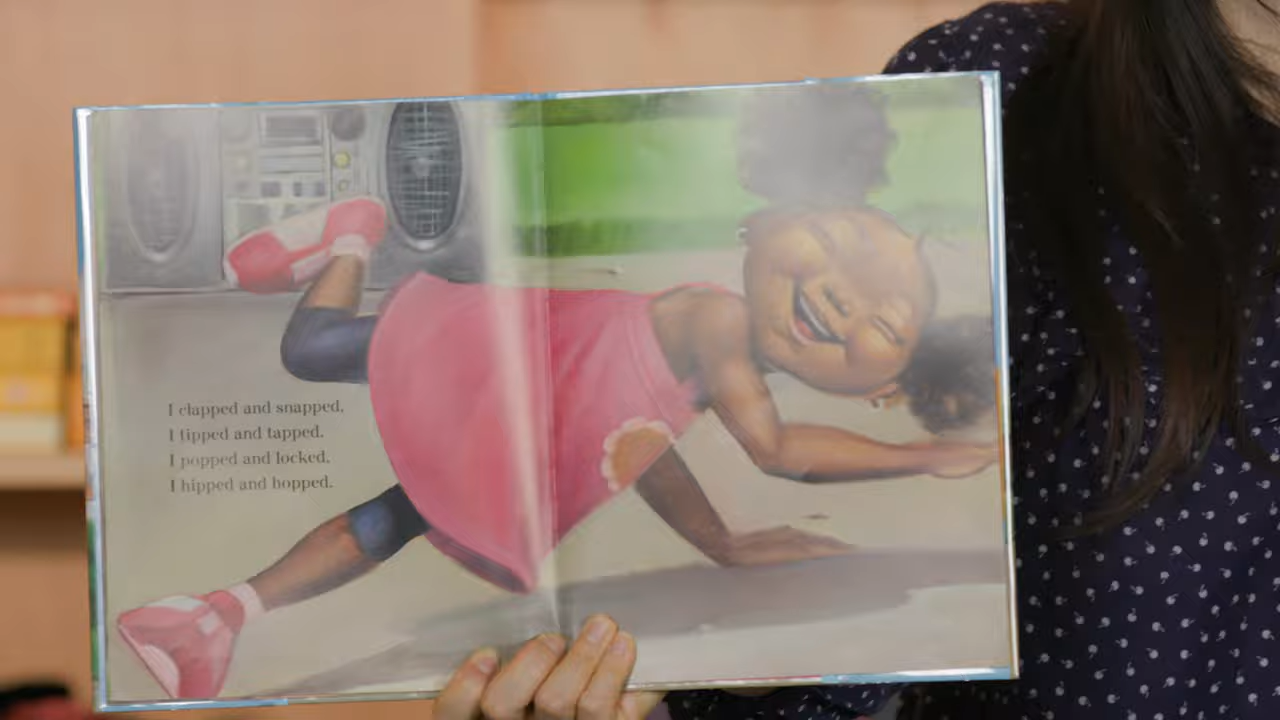 I clapped and snapped,
I tipped and tapped.
I popped and locked,
I hipped and hopped.